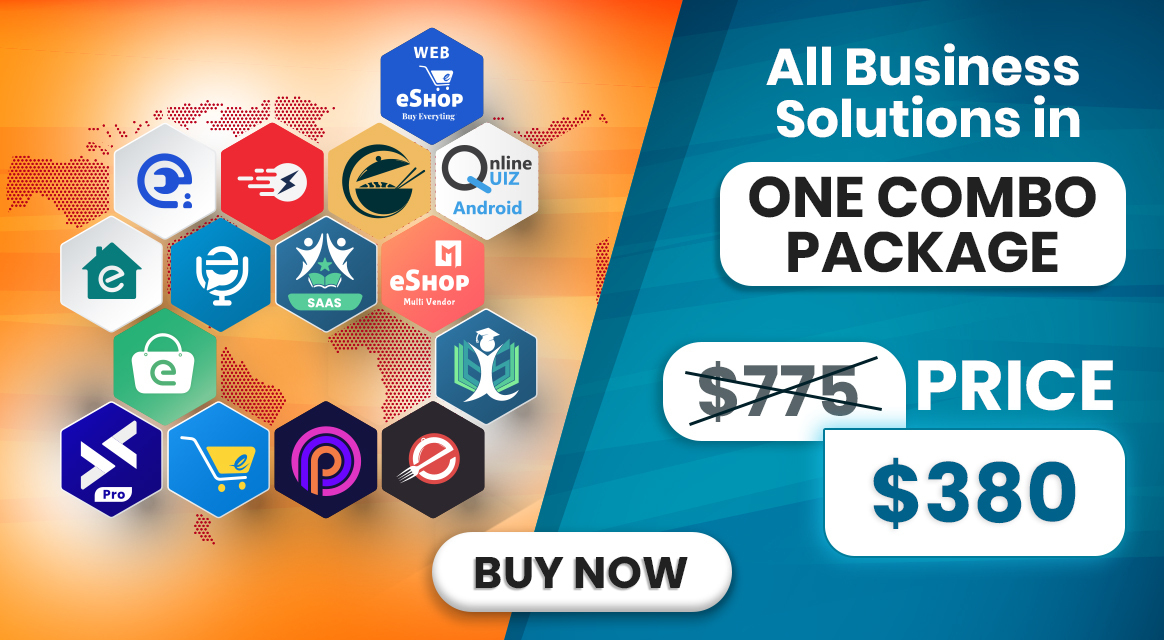 WEB
eSHOP
Buy Everyting
Qnline
QUIZ
Android
SAAS
eSHOP
Multi Vendor
Pro
All Business
Solutions in
ONE COMBO
PACKAGE
$775
PRICE
$380
BUY NOW